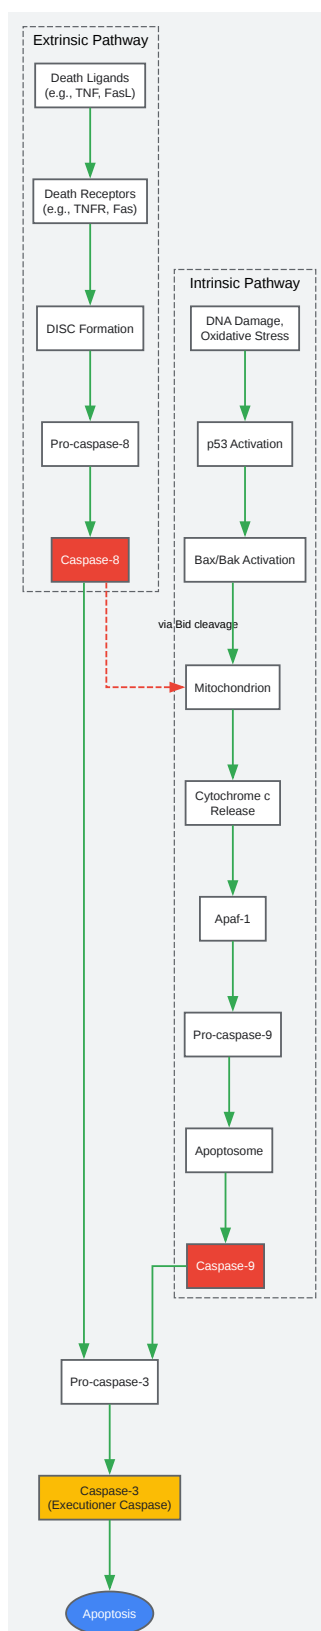 Extrinsic Pathway
Death Ligands
(e.g., TNF, FasL)
Death Receptors
(e.g., TNFR, Fas)
DISC Formation
Pro-caspase-8
Caspase-8
Intrinsic Pathway
DNA Damage,
Oxidative Stress
p53 Activation
Bax/Bak Activation
via Bid cleavage
Mitochondrion
Cytochrome c
Release
Apaf-1
Pro-caspase-9
Apoptosome
Caspase-9
Pro-caspase-3
Caspase-3
(Executioner Caspase)
Apoptosis